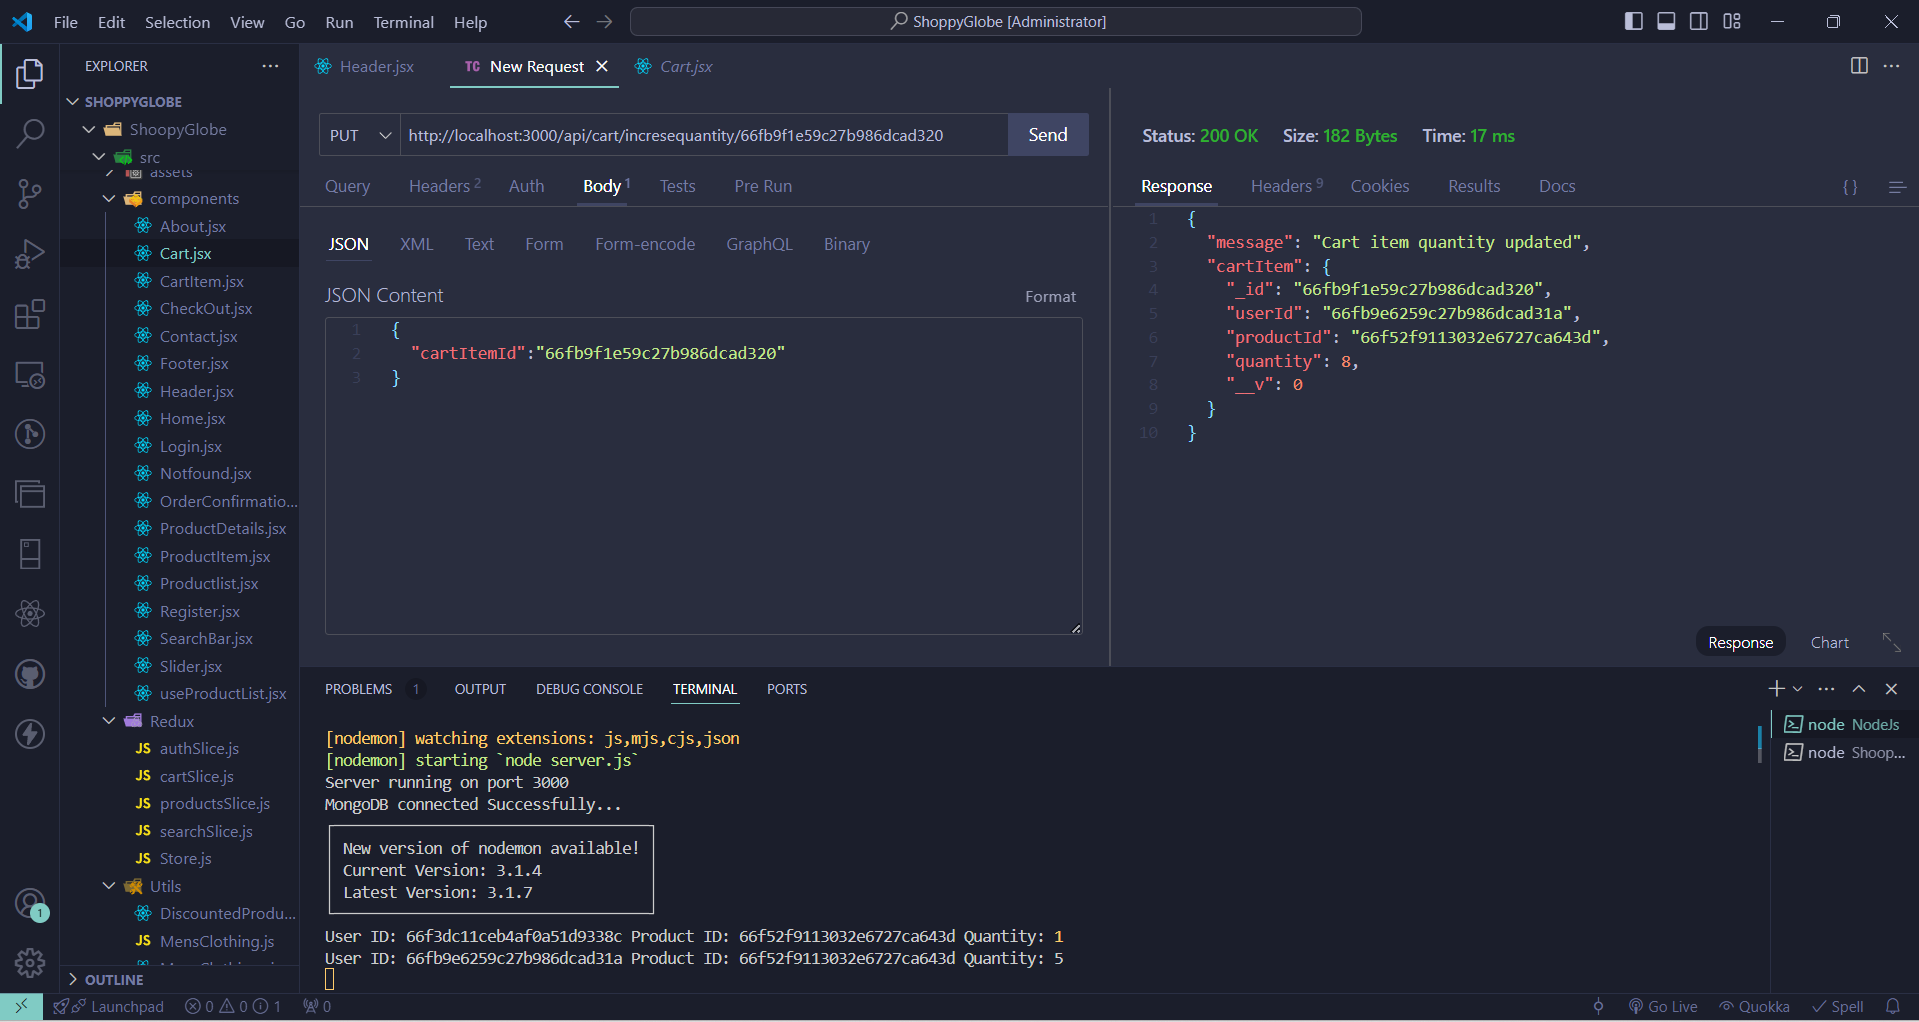 File Edit Selection View Go Run Terminal Help
ShoppyGlobe [Administrator]
EXPLORER
SHOPPYGLOBE
ShoopyGlobe
src
assets
components
About.jsx
Cart.jsx
CartItem.jsx
CheckOut.jsx
Contact.jsx
Footer.jsx
Header.jsx
Home.jsx
Login.jsx
Notfound.jsx
OrderConfirmatio...
ProductDetails.jsx
ProductItem.jsx
Productlist.jsx
Register.jsx
SearchBar.jsx
Slider.jsx
useProductList.jsx
Redux
JS authSlice.js
JS cartSlice.js
JS productsSlice.js
JS searchSlice.js
JS Store.js
Utils
DiscountedProdu...
JS MensClothing.js
OUTLINE
Header.jsx
TC New Request
Cart.jsx
PUT http://localhost:3000/api/cart/incresequantity/66fb9f1e59c27b986dcad320 Send
Query Headers 2 Auth Body 1 Tests Pre Run
JSON XML Text Form Form-encode GraphQL Binary
JSON Content Format
1 {
2 "cartItemId":"66fb9f1e59c27b986dcad320"
3 }
Status: 200 OK Size: 182 Bytes Time: 17 ms
Response Headers 9 Cookies Results Docs { }
1 {
2 "message": "Cart item quantity updated",
3 "cartItem": {
4 "_id": "66fb9f1e59c27b986dcad320",
5 "userId": "66fb9e6259c27b986dcad31a",
6 "productId": "66f52f9113032e6727ca643d",
7 "quantity": 8,
8 "__v": 0
9 }
10 }
Response Chart
PROBLEMS 1 OUTPUT DEBUG CONSOLE TERMINAL PORTS
[nodemon] watching extensions: js,mjs,cjs,json
[nodemon] starting `node server.js`
Server running on port 3000
MongoDB connected Successfully...
New version of nodemon available!
Current Version: 3.1.4
Latest Version: 3.1.7
User ID: 66f3dc11ceb4af0a51d9338c Product ID: 66f52f9113032e6727ca643d Quantity: 1
User ID: 66fb9e6259c27b986dcad31a Product ID: 66f52f9113032e6727ca643d Quantity: 5
node NodeJs
node Shoop...
1
Launchpad 0 0 1 0
Go Live Quokka Spell